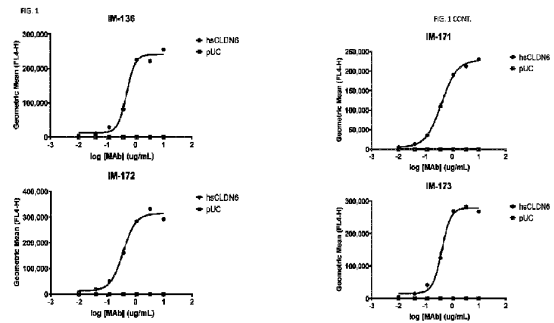 FIG. 1
IM-136
Geometric Mean (FL4-H)
300,000
200,000
100,000
0
-3 -2 -1 0 1 2
log [MAb] (ug/mL)
hsCLDN6
pUC
FIG. 1 CONT.
IM-171
Geometric Mean (FL4-H)
250,000
200,000
150,000
100,000
50,000
0
-3 -2 -1 0 1 2
log [MAb] (ug/mL)
hsCLDN6
pUC
IM-172
Geometric Mean (FL4-H)
400,000
300,000
200,000
100,000
0
-3 -2 -1 0 1 2
log [MAb] (ug/mL)
hsCLDN6
pUC
IM-173
Geometric Mean (FL4-H)
300,000
200,000
100,000
0
-3 -2 -1 0 1 2
log [MAb] (ug/mL)
hsCLDN6
pUC